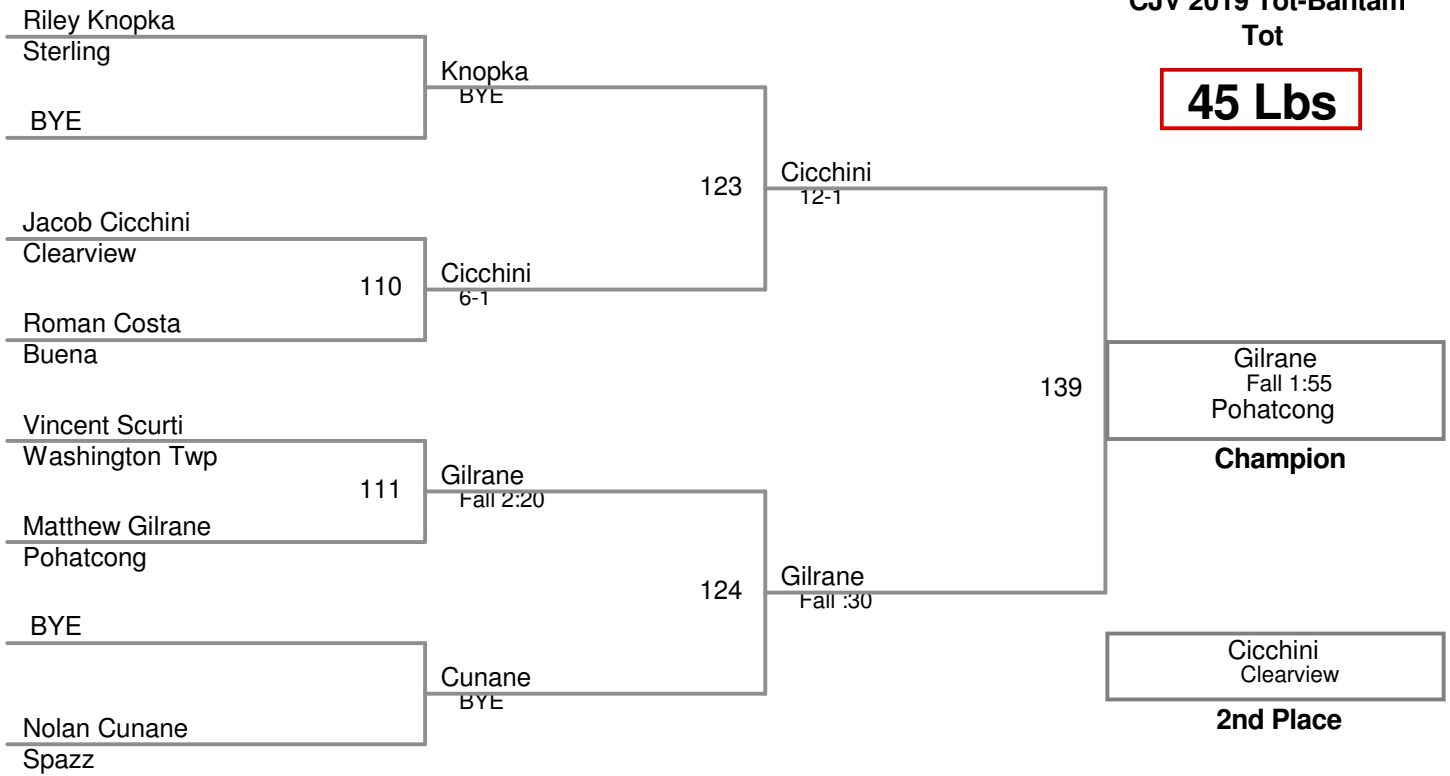 CJV 2019 Tot-Bantam
Tot
45 Lbs
Riley Knopka
Sterling
BYE
Knopka
BYE
Jacob Cicchini
Clearview
110
Roman Costa
Buena
Cicchini
6-1
123
Cicchini
12-1
Vincent Scurti
Washington Twp
111
Matthew Gilrane
Pohatcong
Gilrane
Fall 2:20
BYE
Nolan Cunane
Spazz
Cunane
BYE
124
Gilrane
Fall :30
139
Gilrane
Fall 1:55
Pohatcong
Champion
Cicchini
Clearview
2nd Place